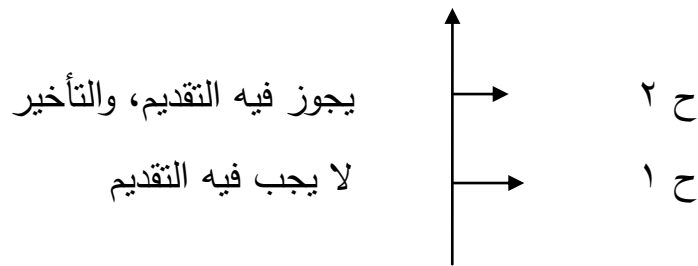 ح ٢ يجوز فيه التقديم، والتأخير
ح ١ لا يجب فيه التقديم